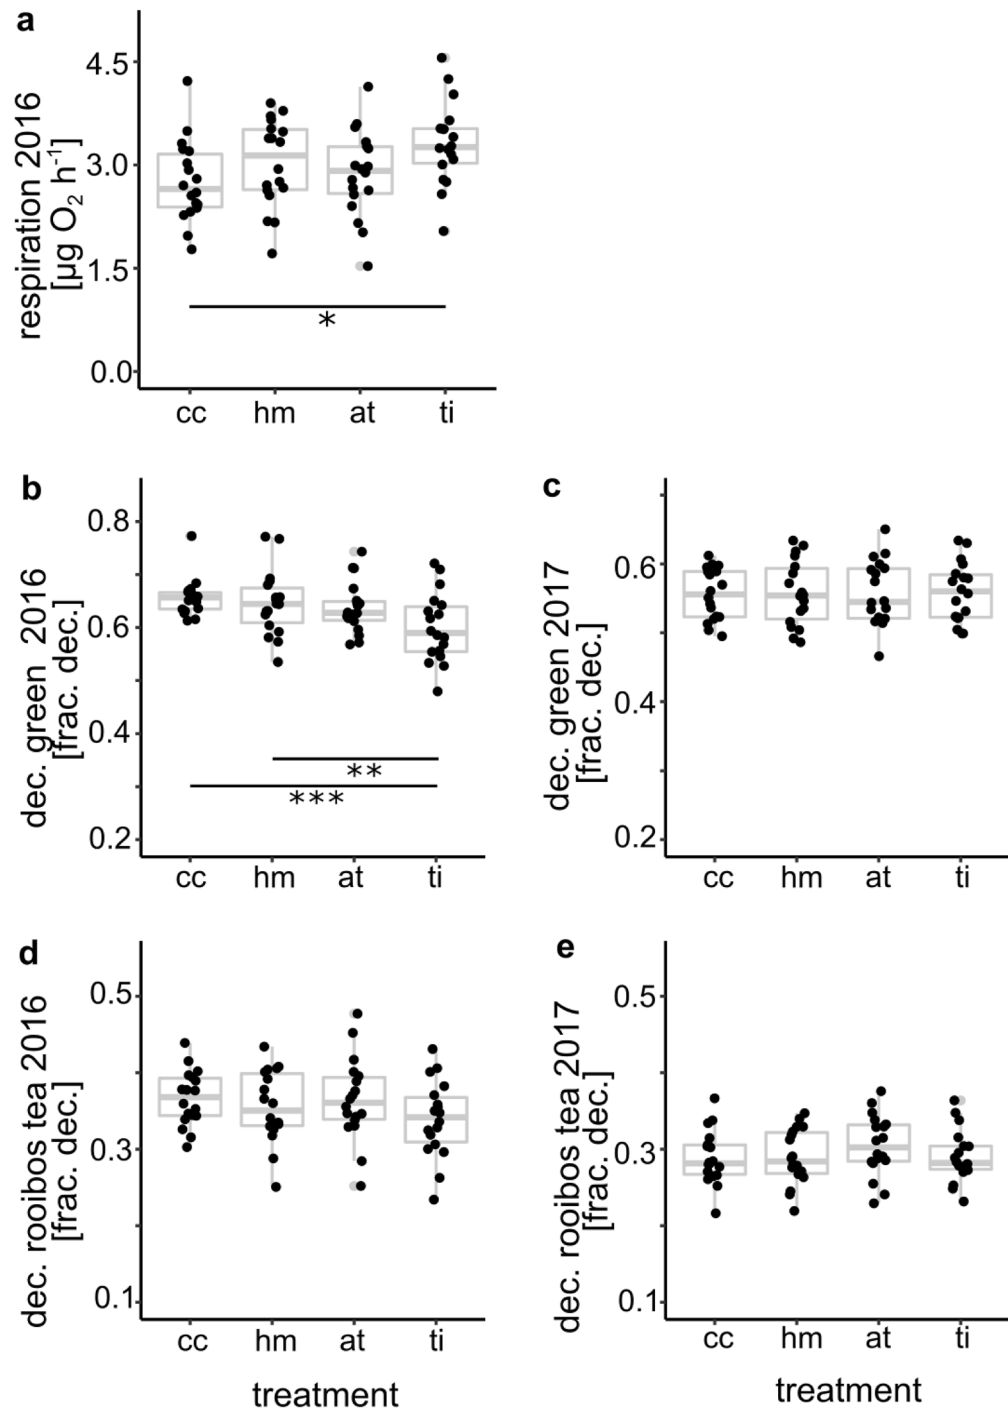 a
respiration 2016
[µg O₂ h⁻¹]
4.5
3.0
1.5
0.0
*
cc hm at ti
b
dec. green 2016
[frac. dec.]
0.8
0.6
0.4
0.2
**
***
cc hm at ti
c
dec. green 2017
[frac. dec.]
0.6
0.4
0.2
cc hm at ti
d
dec. rooibos tea 2016
[frac. dec.]
0.5
0.3
0.1
cc hm at ti
treatment
e
dec. rooibos tea 2017
[frac. dec.]
0.5
0.3
0.1
cc hm at ti
treatment